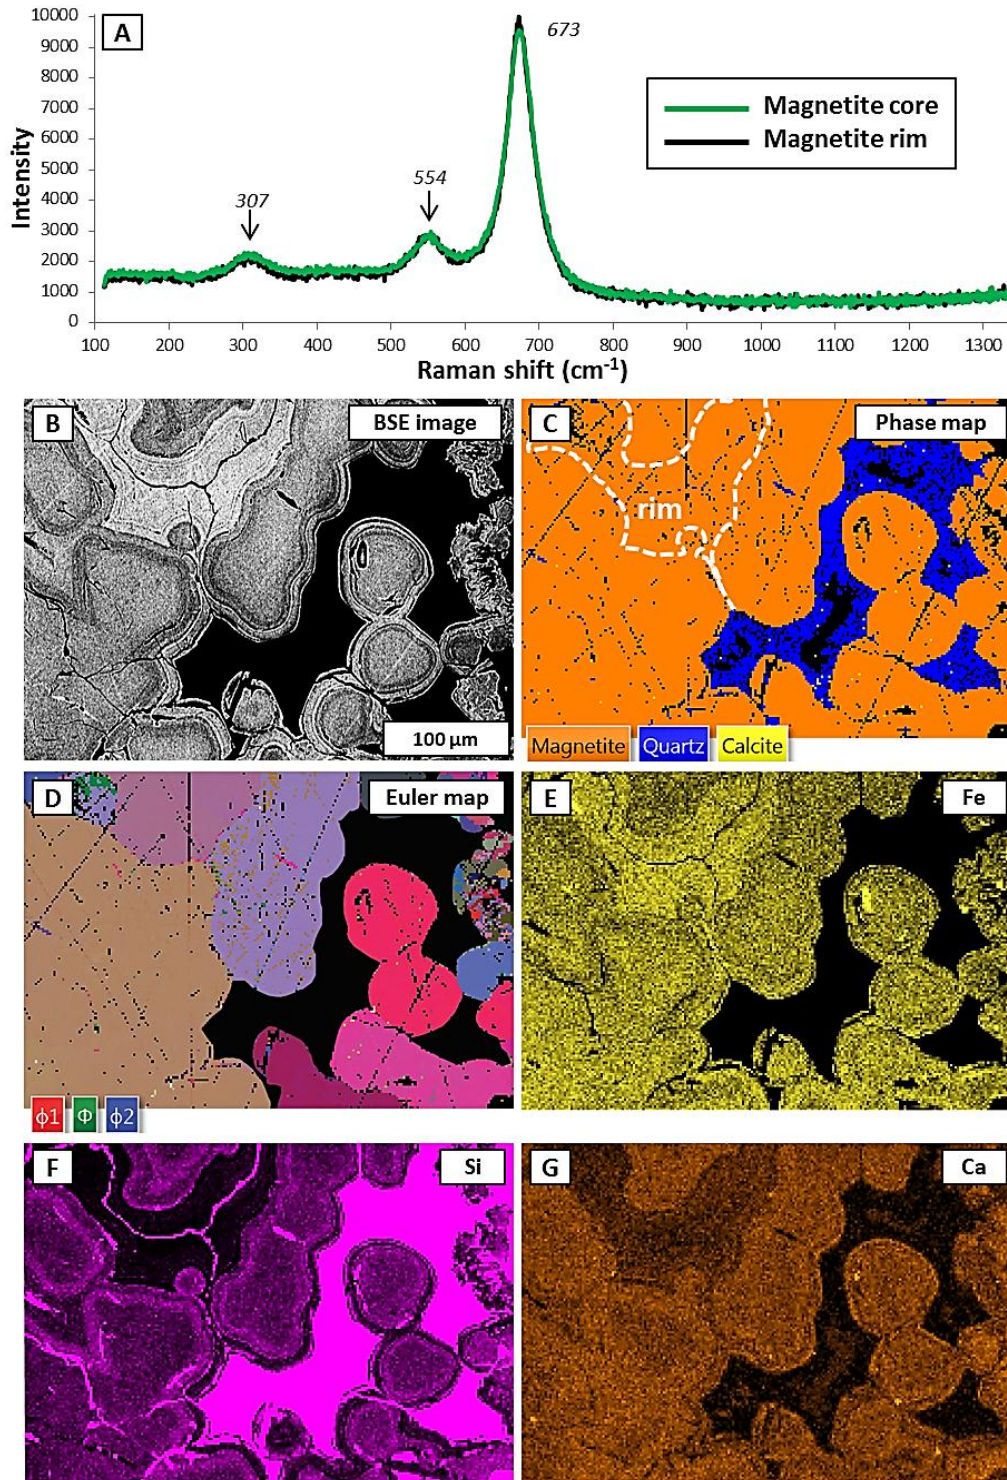 A
10000
9000
8000
7000
6000
5000
4000
3000
2000
1000
0
Intensity
673
554
307
Magnetite core
Magnetite rim
100 200 300 400 500 600 700 800 900 1000 1100 1200 1300
Raman shift (cm⁻¹)
B
BSE image
100 µm
C
Phase map
rim
Magnetite Quartz Calcite
D
Euler map
ϕ1 Φ ϕ2
E
Fe
F
Si
G
Ca